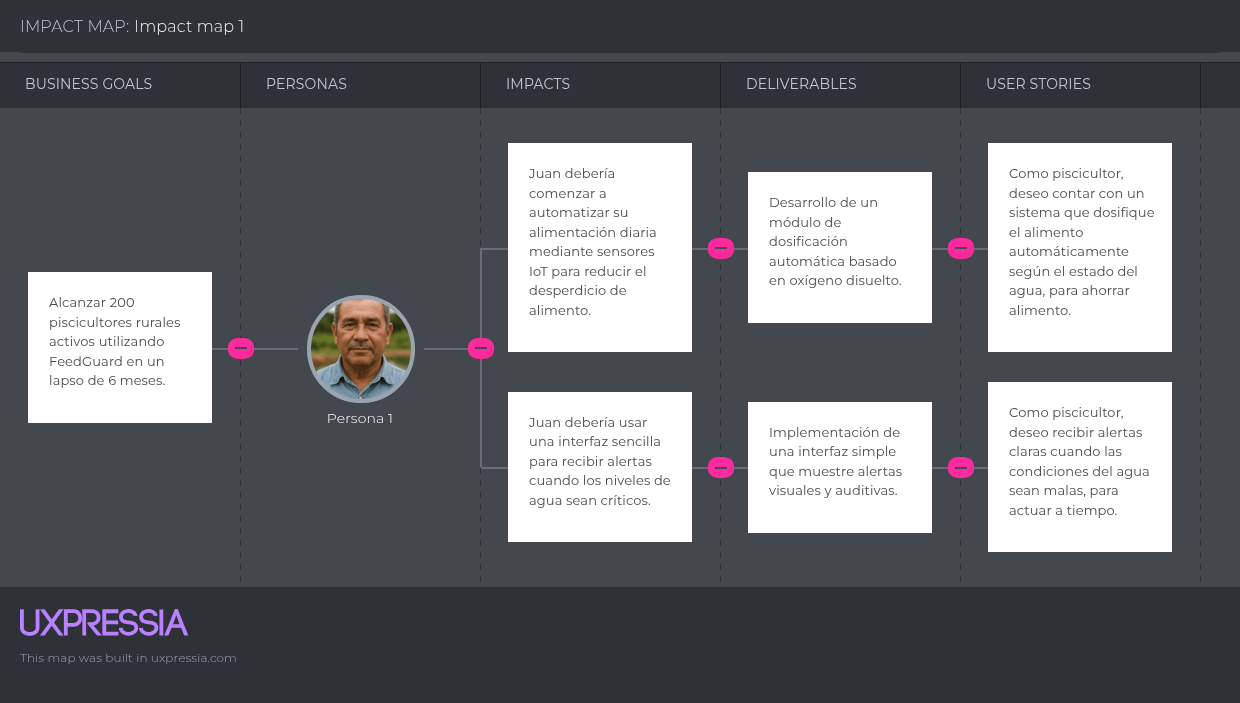 IMPACT MAP: Impact map 1
BUSINESS GOALS
PERSONAS
IMPACTS
DELIVERABLES
USER STORIES
Alcanzar 200
piscicultores rurales
activos utilizando
FeedGuard en un
lapso de 6 meses.
Persona 1
Juan debería
comenzar a
automatizar su
alimentación diaria
mediante sensores
IoT para reducir el
desperdicio de
alimento.
Desarrollo de un
módulo de
dosificación
automática basado
en oxígeno disuelto.
Como piscicultor,
deseo contar con un
sistema que dosifique
el alimento
automáticamente
según el estado del
agua, para ahorrar
alimento.
Juan debería usar
una interfaz sencilla
para recibir alertas
cuando los niveles de
agua sean críticos.
Implementación de
una interfaz simple
que muestre alertas
visuales y auditivas.
Como piscicultor,
deseo recibir alertas
claras cuando las
condiciones del agua
sean malas, para
actuar a tiempo.
UXPRESSIA
This map was built in uxpressia.com